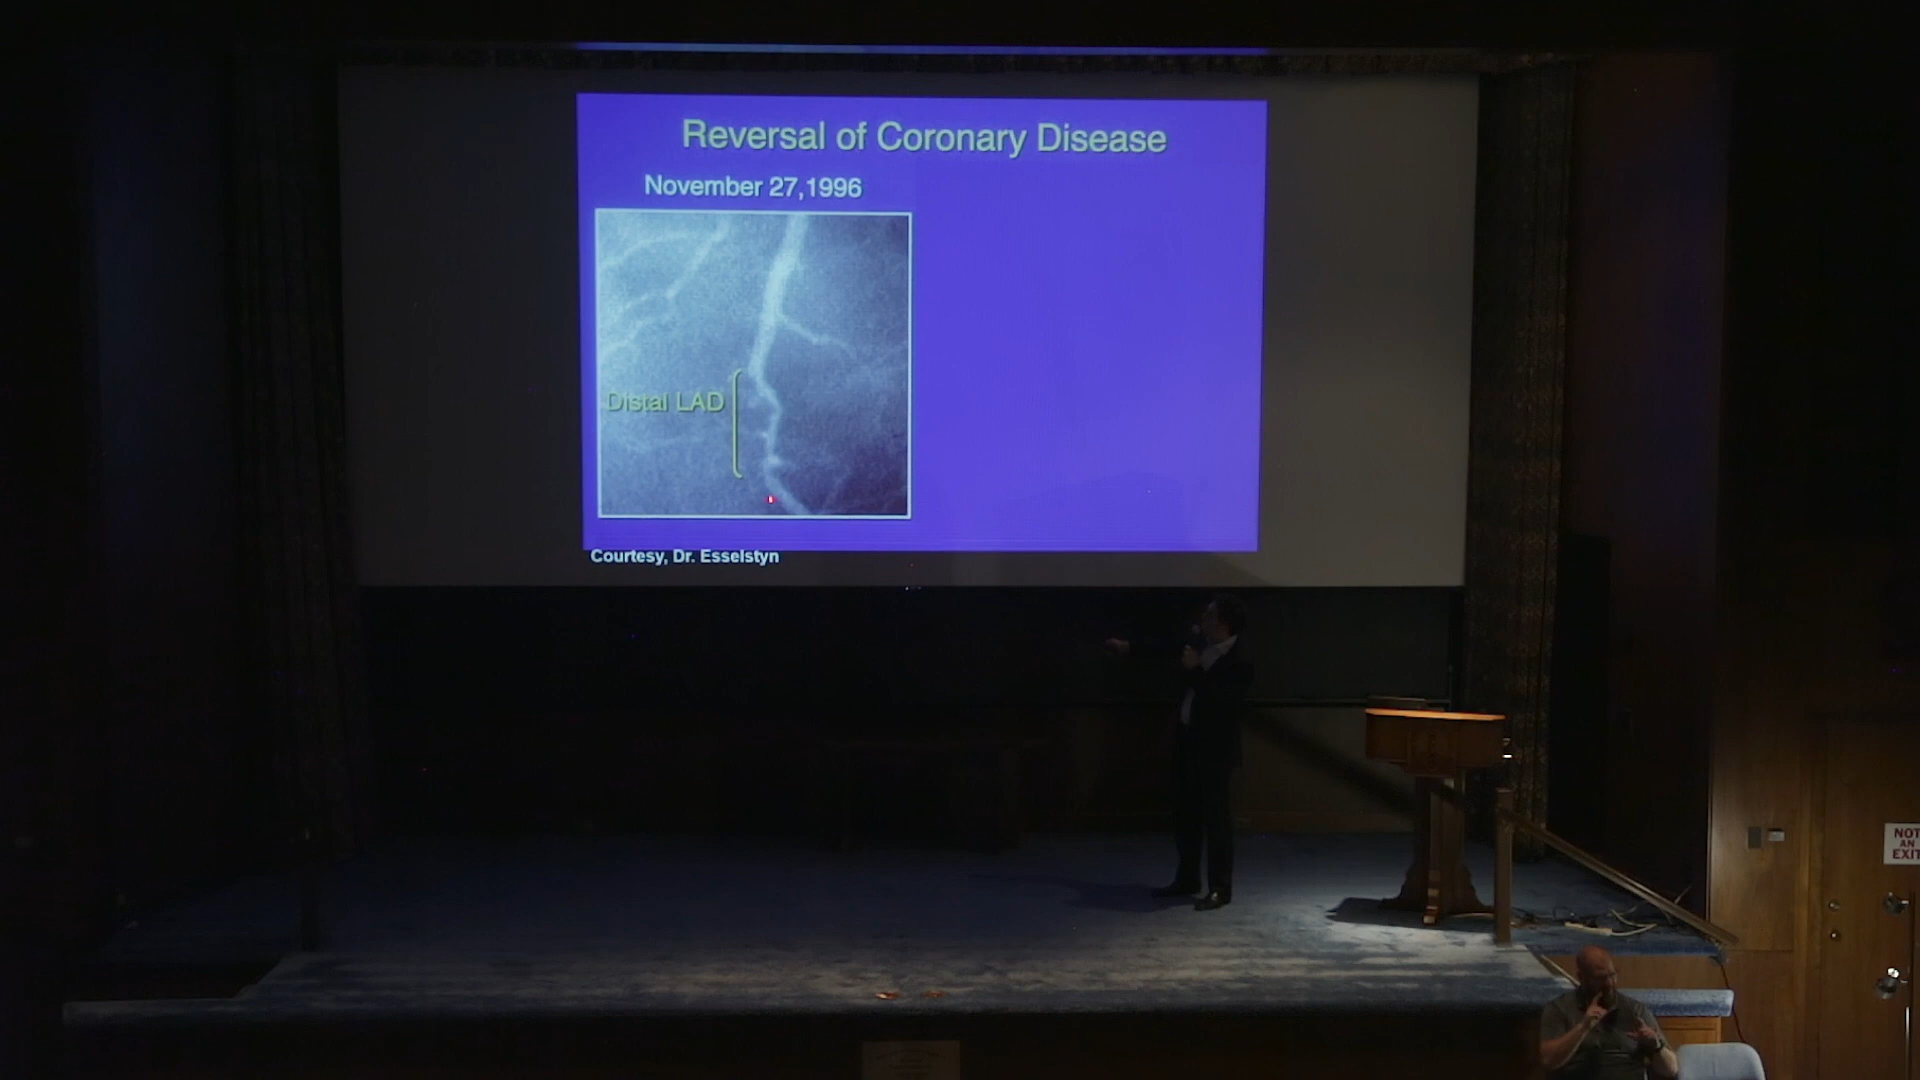 Reversal of Coronary Disease
November 27,1996
Distal LAD
Courtesy, Dr. Esselstyn
NOT
AN
EXIT